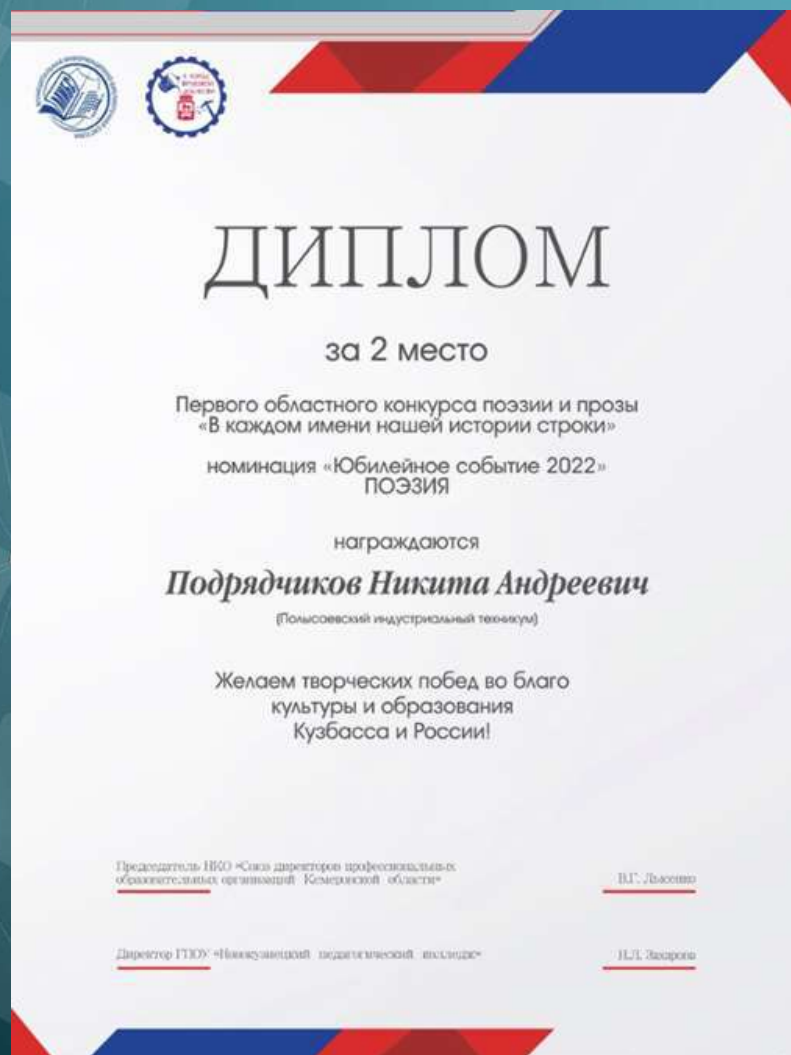 ДИПЛОМ
за 2 место
Первого областного конкурса поэзии и прозы
«В каждом имени нашей истории строки»
номинация «Юбилейное событие 2022»
ПОЭЗИЯ
награждаются
Подрядчиков Никита Андреевич
(Полысаевский индустриальный техникум)
Желаем творческих побед во благо
культуры и образования
Кузбасса и России!
Председатель НКО «Союз директоров профессиональных
образовательных организаций Кемеровской области»
В.Г. Лысенко
Директор ГПОУ «Новокузнецкий педагогический колледж»
Н.Л. Захарова